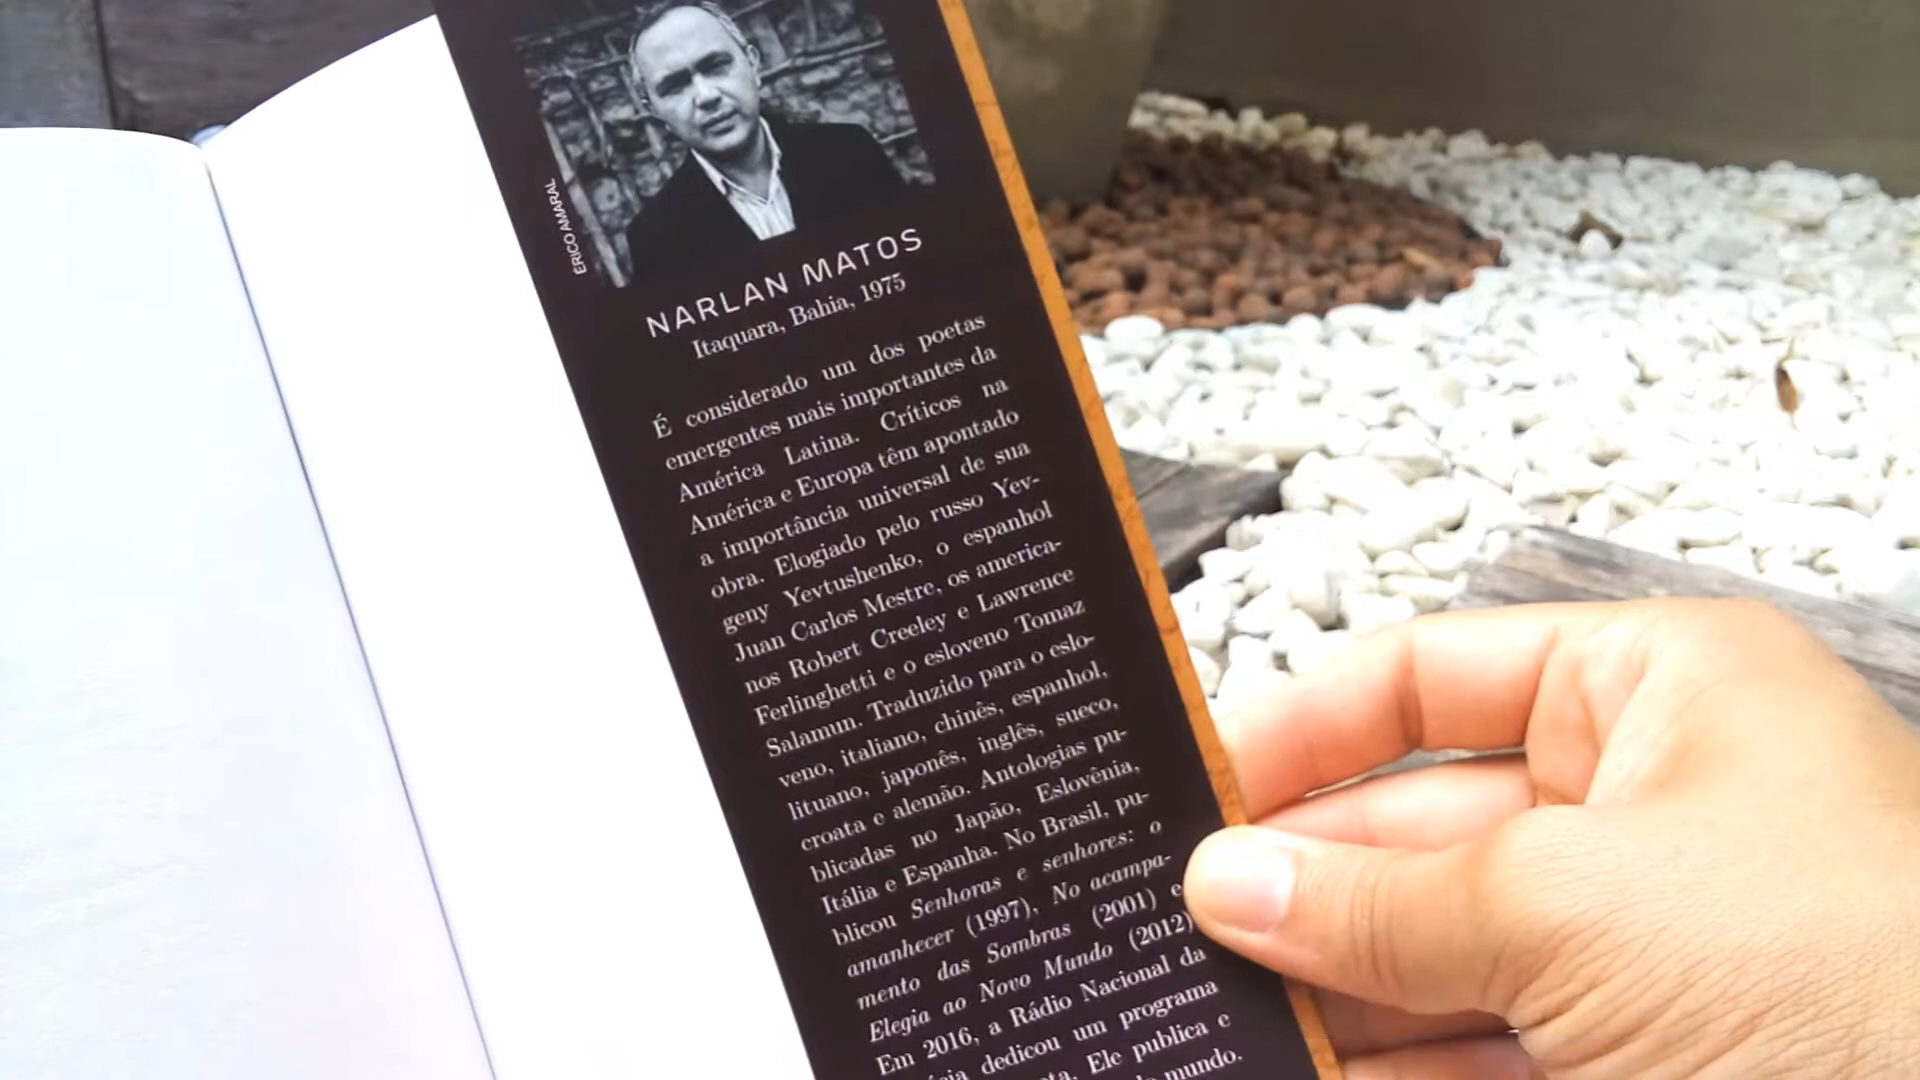 ERICO AMARAL
NARLAN MATOS
Itaquara, Bahia, 1975
É considerado um dos poetas
emergentes mais importantes da
América Latina. Críticos na
América e Europa têm apontado
a importância universal de sua
obra. Elogiado pelo russo Yev-
geny Yevtushenko, o espanhol
Juan Carlos Mestre, os america-
nos Robert Creeley e Lawrence
Ferlinghetti e o esloveno Tomaz
Salamun. Traduzido para o eslo-
veno, italiano, chinês, espanhol,
lituano, japonês, inglês, sueco,
croata e alemão. Antologias pu-
blicadas no Japão, Eslovênia,
Itália e Espanha. No Brasil, pu-
blicou Senhoras e senhores: o
amanhecer (1997), No acampa-
mento das Sombras (2001) e
Elegia ao Novo Mundo (2012)
Em 2016, a Rádio Nacional da
dedicou um programa
Ele publica e
mundo.